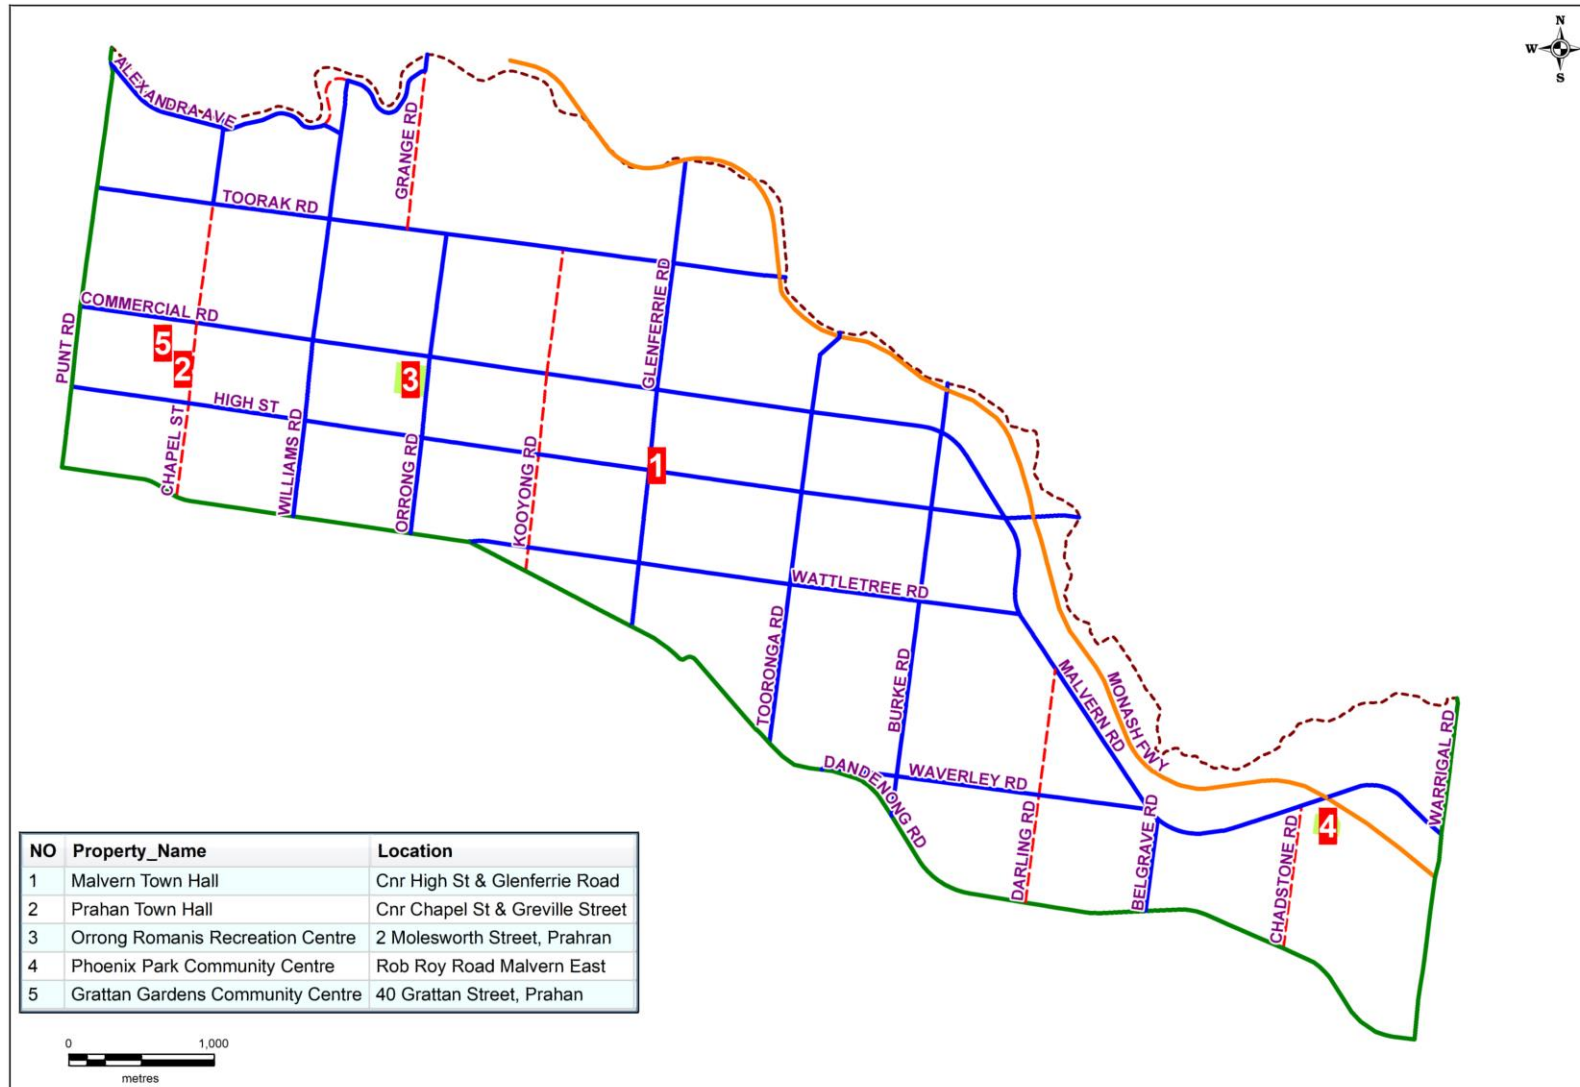 N
W
S
ALEXANDRA AVE
GRANGE RD
TOORAK RD
GLENFERRIE RD
COMMERCIAL RD
PUNT RD
5
2
3
HIGH ST
CHAPEL ST
WILLIAMS RD
ORRONG RD
KOOYONG RD
1
WATTLETREE RD
TOORONGA RD
BURKE RD
MALVERN RD
MONASH FWY
WARRIGAL RD
DANDENONG RD
WAVERLEY RD
DARLING RD
BELGRAVE RD
CHADSTONE RD
4
NO Property_Name Location
1 Malvern Town Hall Cnr High St & Glenferrie Road
2 Prahan Town Hall Cnr Chapel St & Greville Street
3 Orrong Romanis Recreation Centre 2 Molesworth Street, Prahran
4 Phoenix Park Community Centre Rob Roy Road Malvern East
5 Grattan Gardens Community Centre 40 Grattan Street, Prahan
0 1,000
metres